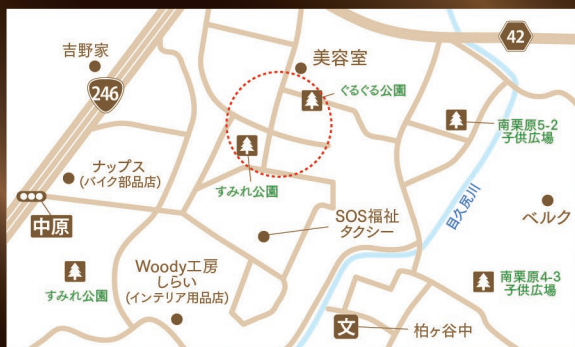 42
吉野家
美容室
246
ぐるぐる公園
南栗原5-2
子供広場
ナップス
(バイク部品店)
すみれ公園
目久尻川
中原
SOS福祉
タクシー
ベルク
Woody工房
しらい
(インテリア用品店)
すみれ公園
南栗原4-3
子供広場
文
柏ヶ谷中